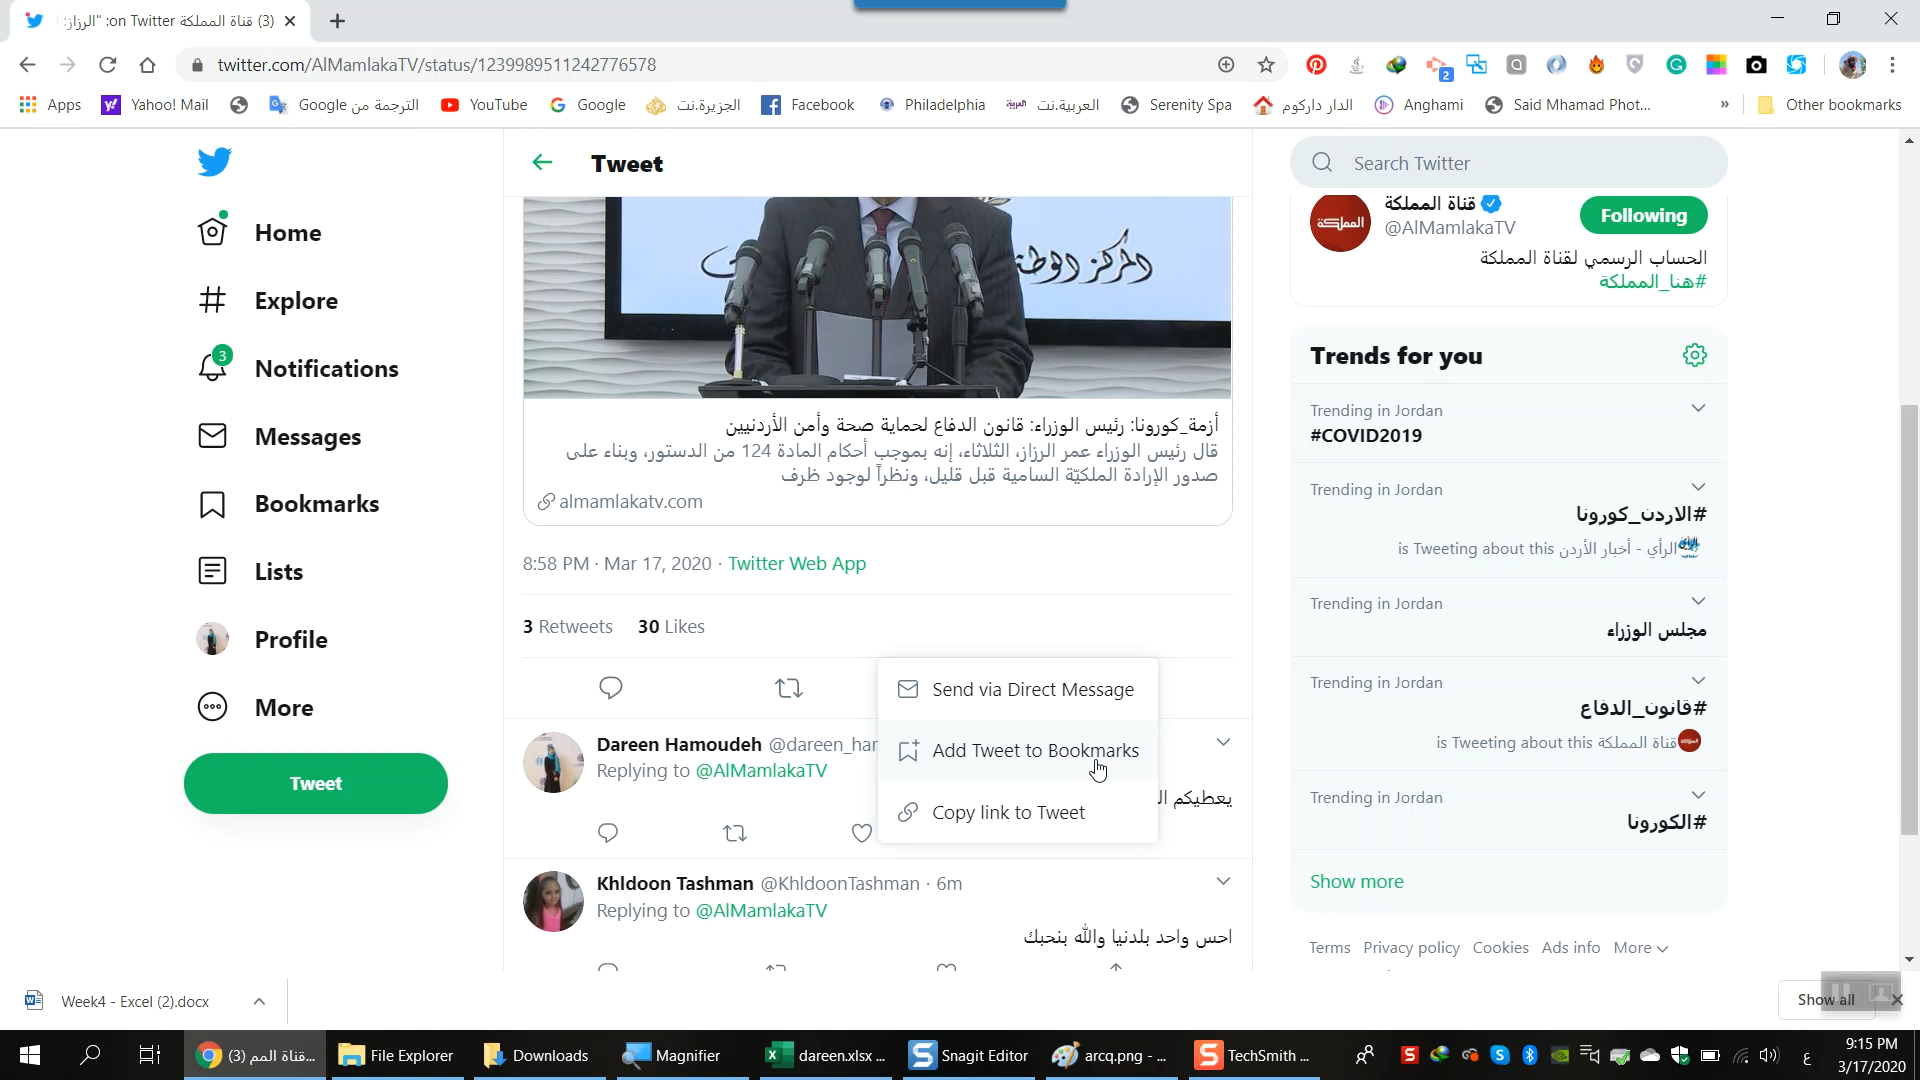 (3) قناة المملكة on Twitter: "الرزاز:
twitter.com/AlMamlakaTV/status/1239989511242776578
2
Apps
Yahoo! Mail
الترجمة من Google
YouTube
Google
الجزيرة.نت
Facebook
Philadelphia
العربية.نت
Serenity Spa
الدار داركوم
Anghami
Said Mhamad Phot...
»
Other bookmarks
Home
Explore
3
Notifications
Messages
Bookmarks
Lists
Profile
More
Tweet
Tweet
أزمة_كورونا: رئيس الوزراء: قانون الدفاع لحماية صحة وأمن الأردنيين
قال رئيس الوزراء عمر الرزاز، الثلاثاء، إنه بموجب أحكام المادة 124 من الدستور، وبناء على
صدور الإرادة الملكيّة السامية قبل قليل، ونظراً لوجود ظرف
almamlakatv.com
8:58 PM · Mar 17, 2020 · Twitter Web App
3 Retweets 30 Likes
Send via Direct Message
Add Tweet to Bookmarks
Copy link to Tweet
Dareen Hamoudeh @dareen_har
Replying to @AlMamlakaTV
يعطيكم
Khldoon Tashman @KhldoonTashman · 6m
Replying to @AlMamlakaTV
احس واحد بلدنيا والله بنحبك
Search Twitter
المملكة
قناة المملكة
@AlMamlakaTV
Following
الحساب الرسمي لقناة المملكة
#هنا_المملكة
Trends for you
Trending in Jordan
#COVID2019
Trending in Jordan
#الاردن_كورونا
الرأي - أخبار الأردن is Tweeting about this
Trending in Jordan
مجلس الوزراء
Trending in Jordan
#قانون_الدفاع
قناة المملكة is Tweeting about this
Trending in Jordan
#الكورونا
Show more
Terms Privacy policy Cookies Ads info More
Week4 - Excel (2).docx
Show all
(3) قناة المم...
File Explorer
Downloads
Magnifier
dareen.xlsx ...
Snagit Editor
arcq.png - ...
TechSmith ...
ع
9:15 PM
3/17/2020